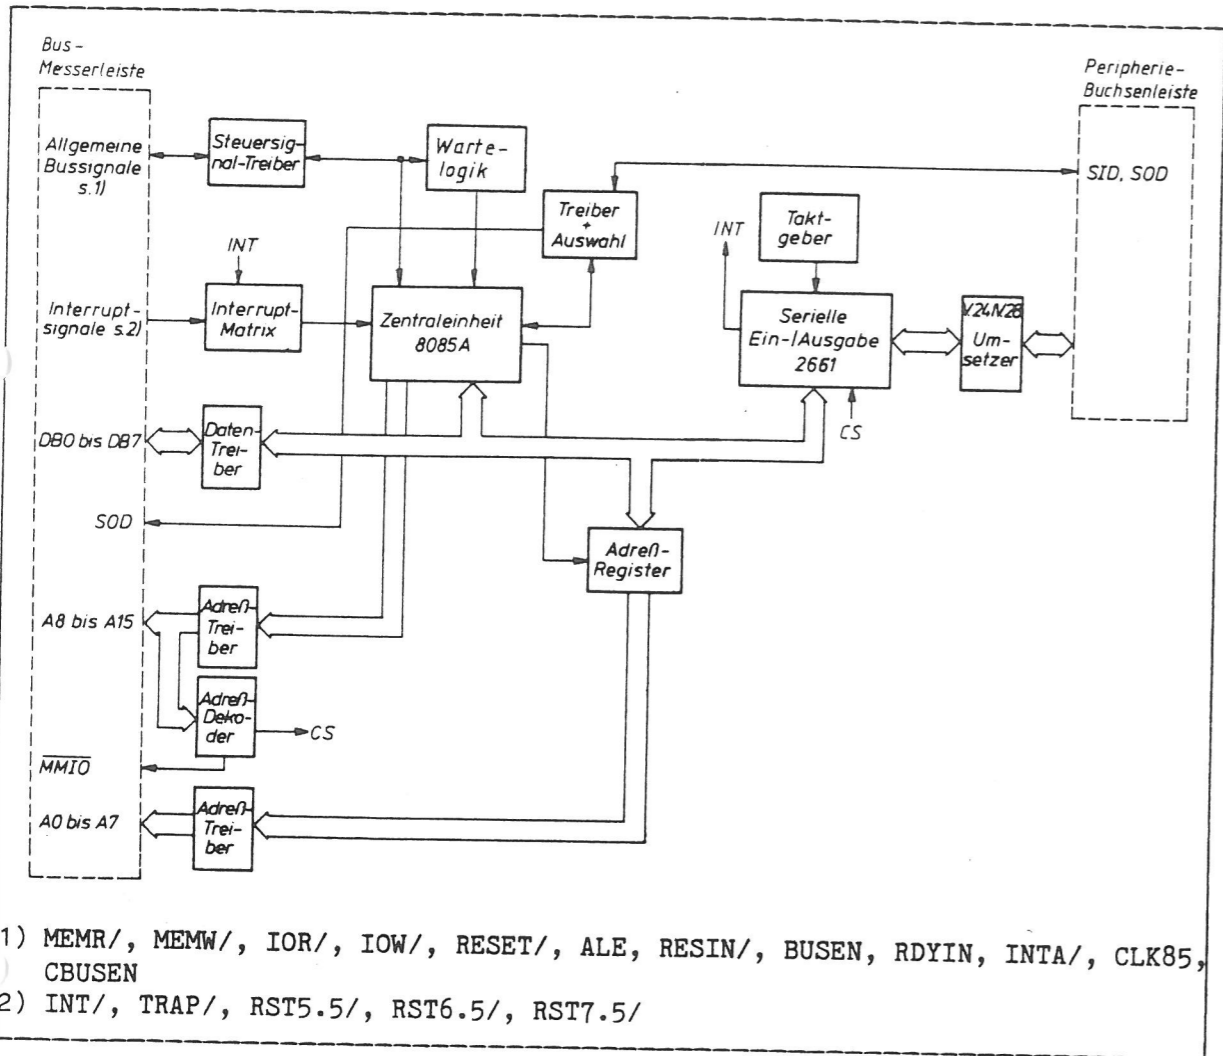 Bus-
Messerleiste
Peripherie-
Buchsenleiste
Allgemeine
Bussignale
s.1)
Steuersig-
nal-Treiber
Warte-
logik
SID, SOD
Treiber
+
Auswahl
Takt-
geber
INT
INT
Interrupt-
signale s.2)
Interrupt-
Matrix
Zentraleinheit
8085A
Serielle
Ein-/Ausgabe
2661
V24/V28
Um-
setzer
CS
DB0 bis DB7
Daten-
Trei-
ber
SOD
Adreß-
Register
A8 bis A15
Adreß-
Trei-
ber
Adreß-
Deko-
der
CS
MMIO
A0 bis A7
Adreß-
Trei-
ber
1) MEMR/, MEMW/, IOR/, IOW/, RESET/, ALE, RESIN/, BUSEN, RDYIN, INTA/, CLK85,
CBUSEN
2) INT/, TRAP/, RST5.5/, RST6.5/, RST7.5/